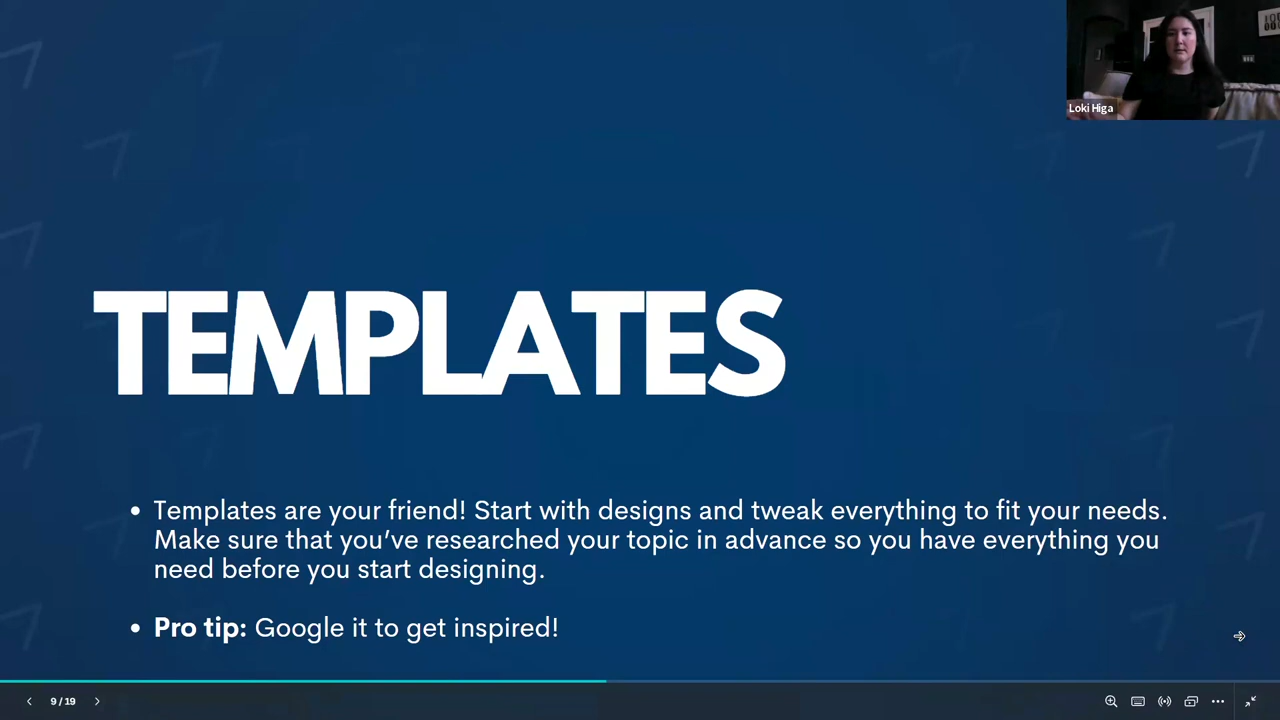 Loki Higa
TEMPLATES
• Templates are your friend! Start with designs and tweak everything to fit your needs.
Make sure that you’ve researched your topic in advance so you have everything you
need before you start designing.
• Pro tip: Google it to get inspired!
9 / 19